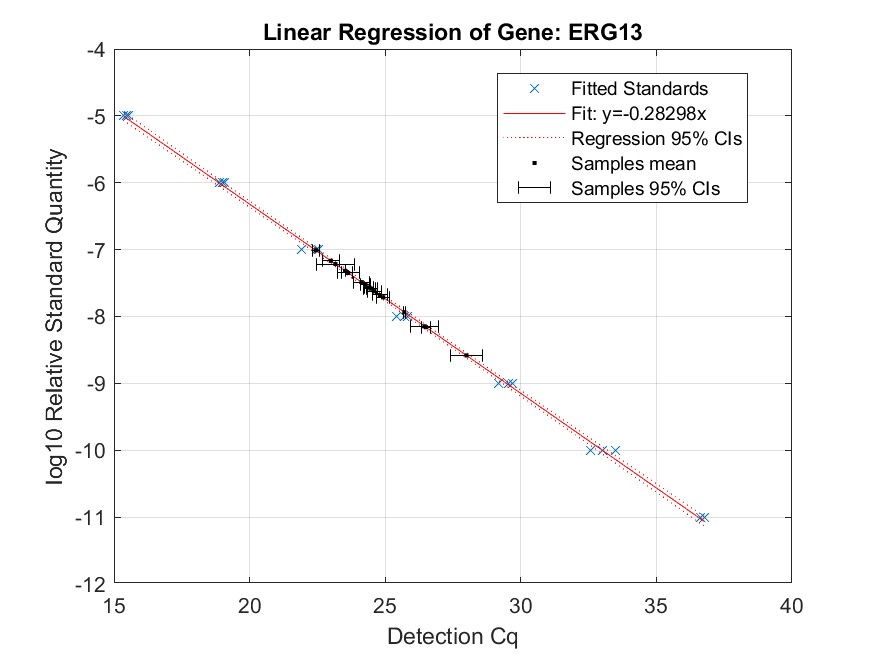 Linear Regression of Gene: ERG13
-4
-5
-6
-7
-8
-9
-10
-11
-12
log10 Relative Standard Quantity
Fitted Standards
Fit: y=-0.28298x
Regression 95% CIs
Samples mean
Samples 95% CIs
15 20 25 30 35 40
Detection Cq